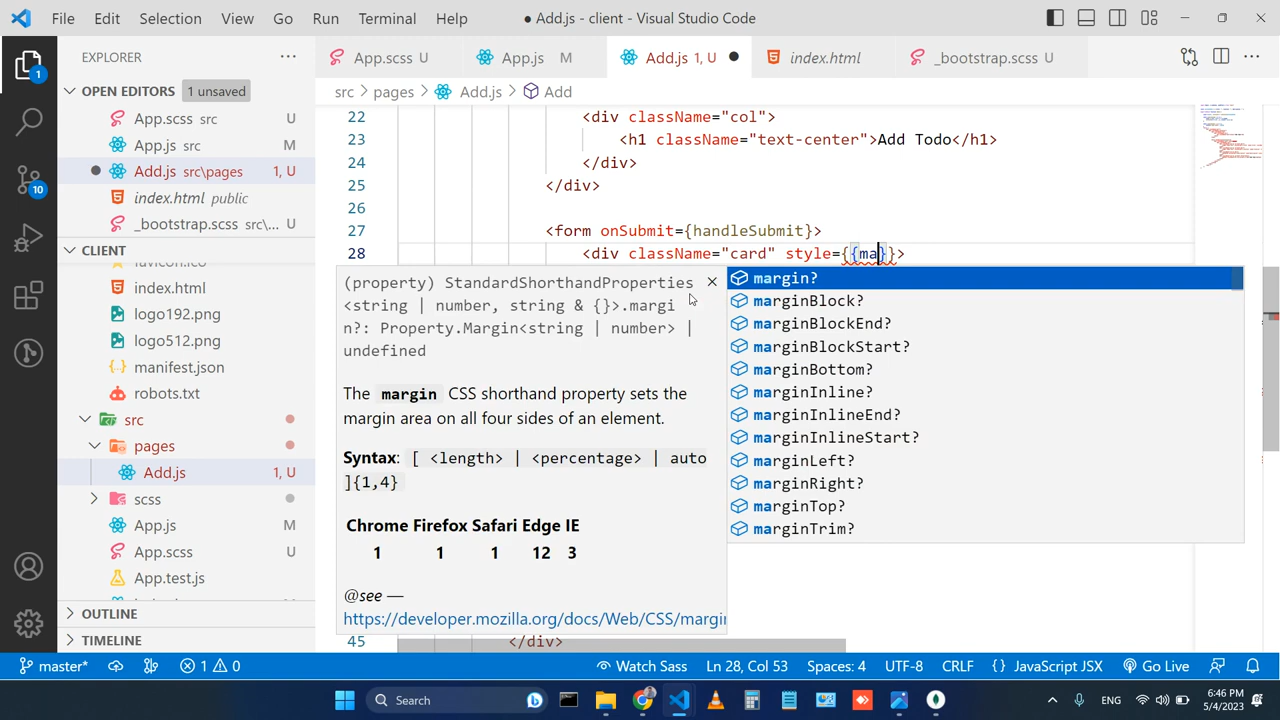 File Edit Selection View Go Run Terminal Help
● Add.js - client - Visual Studio Code
EXPLORER
OPEN EDITORS 1 unsaved
App.scss src U
App.js src M
Add.js src\pages 1, U
index.html public
_bootstrap.scss src\... U
CLIENT
index.html
logo192.png
logo512.png
manifest.json
robots.txt
src
pages
Add.js 1, U
scss
App.js M
App.scss U
App.test.js
OUTLINE
TIMELINE
1
10
App.scss U
App.js M
Add.js 1, U
index.html
_bootstrap.scss U
src > pages > Add.js > Add
22 <div className="col">
23 <h1 className="text-center">Add Todo</h1>
24 </div>
25 </div>
26
27 <form onSubmit={handleSubmit}>
28 <div className="card" style={{ma}}>
(property) StandardShorthandProperties
<string | number, string & {}>.margi
n?: Property.Margin<string | number> |
undefined
The margin CSS shorthand property sets the
margin area on all four sides of an element.
Syntax: [ <length> | <percentage> | auto
]{1,4}
Chrome Firefox Safari Edge IE
1 1 1 12 3
@see —
https://developer.mozilla.org/docs/Web/CSS/margin
margin?
marginBlock?
marginBlockEnd?
marginBlockStart?
marginBottom?
marginInline?
marginInlineEnd?
marginInlineStart?
marginLeft?
marginRight?
marginTop?
marginTrim?
45 </div>
master* 1 0
Watch Sass Ln 28, Col 53 Spaces: 4 UTF-8 CRLF {} JavaScript JSX Go Live
Search
ENG
6:46 PM
5/4/2023